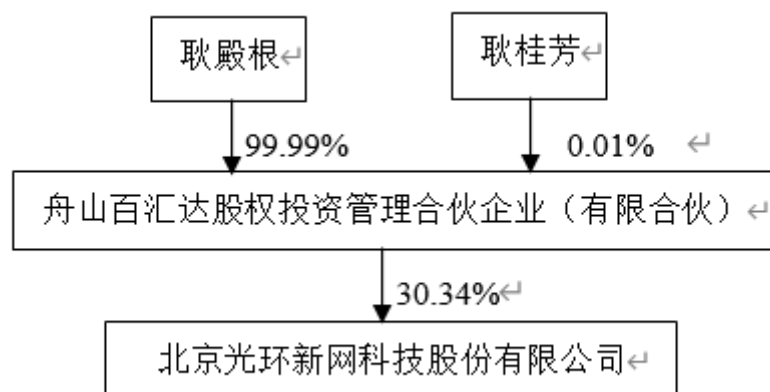 耿殿根
耿桂芳
99.99%
0.01%
舟山百汇达股权投资管理合伙企业（有限合伙）
30.34%
北京光环新网科技股份有限公司